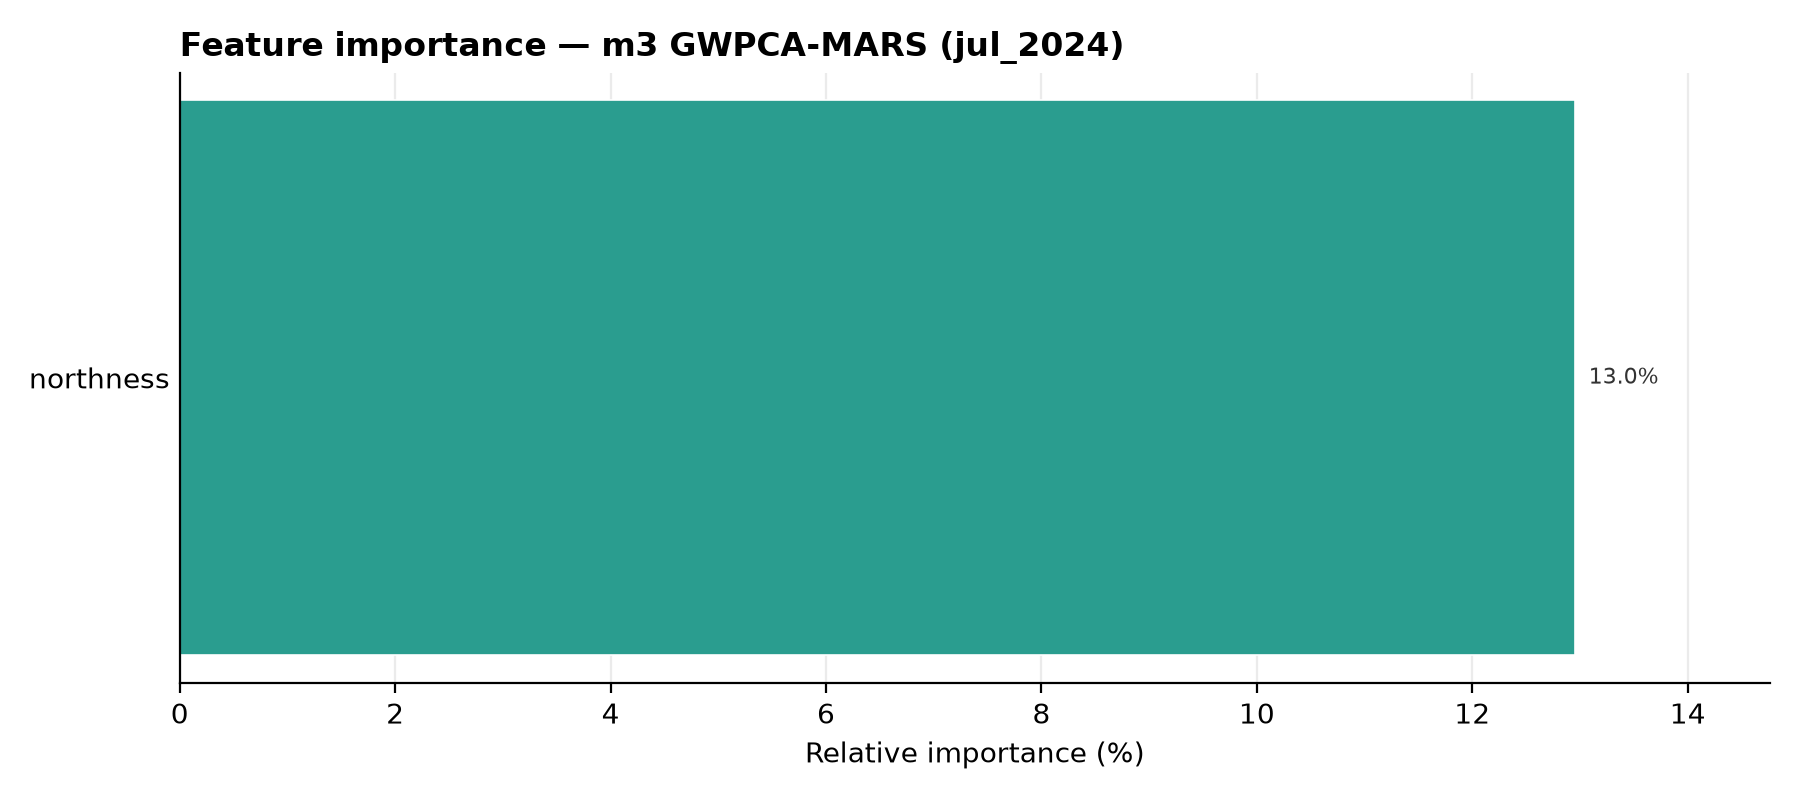 Feature importance — m3 GWPCA-MARS (jul_2024)
northness
13.0%
0 2 4 6 8 10 12 14
Relative importance (%)